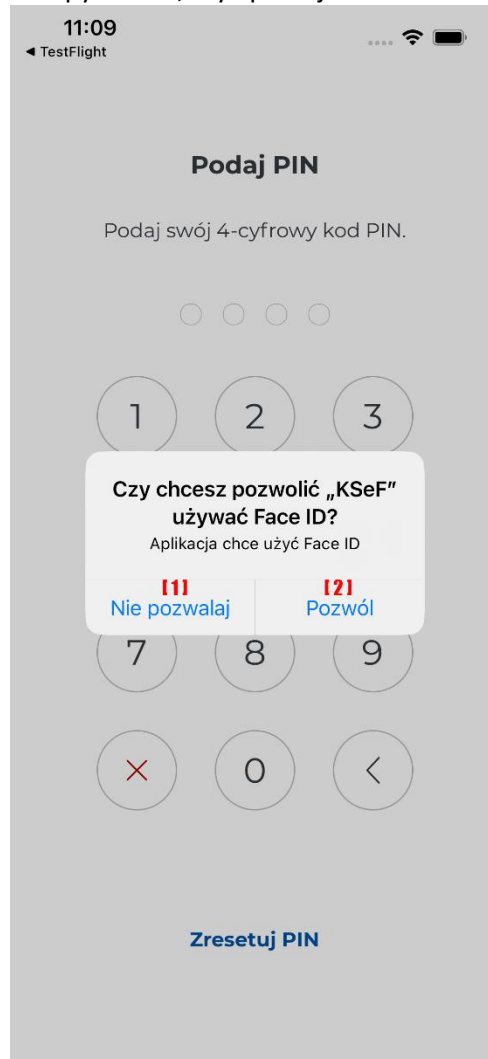 11:09
◄ TestFlight
Podaj PIN
Podaj swój 4-cyfrowy kod PIN.
1 2 3
Czy chcesz pozwolić „KSeF”
używać Face ID?
Aplikacja chce użyć Face ID
[1] [2]
Nie pozwalaj Pozwól
7 8 9
0
Zresetuj PIN